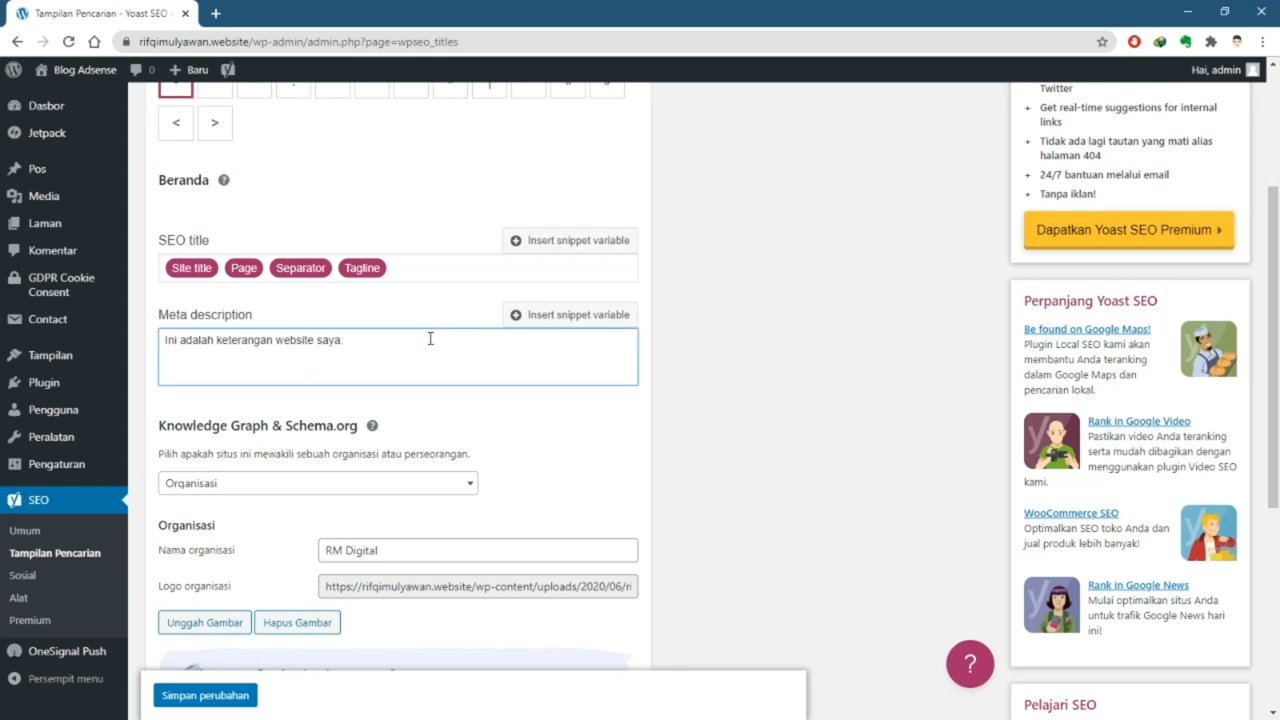 Tampilan Pencarian - Yoast SEO
rifqimulyawan.website/wp-admin/admin.php?page=wpseo_titles
Blog Adsense
0
Baru
Hai, admin
Dasbor
Jetpack
Pos
Media
Laman
Komentar
GDPR Cookie
Consent
Contact
Tampilan
Plugin
Pengguna
Peralatan
Pengaturan
SEO
Umum
Tampilan Pencarian
Sosial
Alat
Premium
OneSignal Push
Persempit menu
< >
Beranda
SEO title
Insert snippet variable
Site title Page Separator Tagline
Meta description
Insert snippet variable
Ini adalah keterangan website saya.
Knowledge Graph & Schema.org
Pilih apakah situs ini mewakili sebuah organisasi atau perseorangan.
Organisasi
Organisasi
Nama organisasi
RM Digital
Logo organisasi
https://rifqimulyawan.website/wp-content/uploads/2020/06/ri
Unggah Gambar
Hapus Gambar
Simpan perubahan
Twitter
+ Get real-time suggestions for internal
links
+ Tidak ada lagi tautan yang mati alias
halaman 404
+ 24/7 bantuan melalui email
+ Tanpa iklan!
Dapatkan Yoast SEO Premium
Perpanjang Yoast SEO
Be found on Google Maps!
Plugin Local SEO kami akan
membantu Anda teranking
dalam Google Maps dan
pencarian lokal.
Rank in Google Video
Pastikan video Anda teranking
serta mudah dibagikan dengan
menggunakan plugin Video SEO
kami.
WooCommerce SEO
Optimalkan SEO toko Anda dan
jual produk lebih banyak!
Rank in Google News
Mulai optimalkan situs Anda
untuk trafik Google News hari
ini!
?
Pelajari SEO